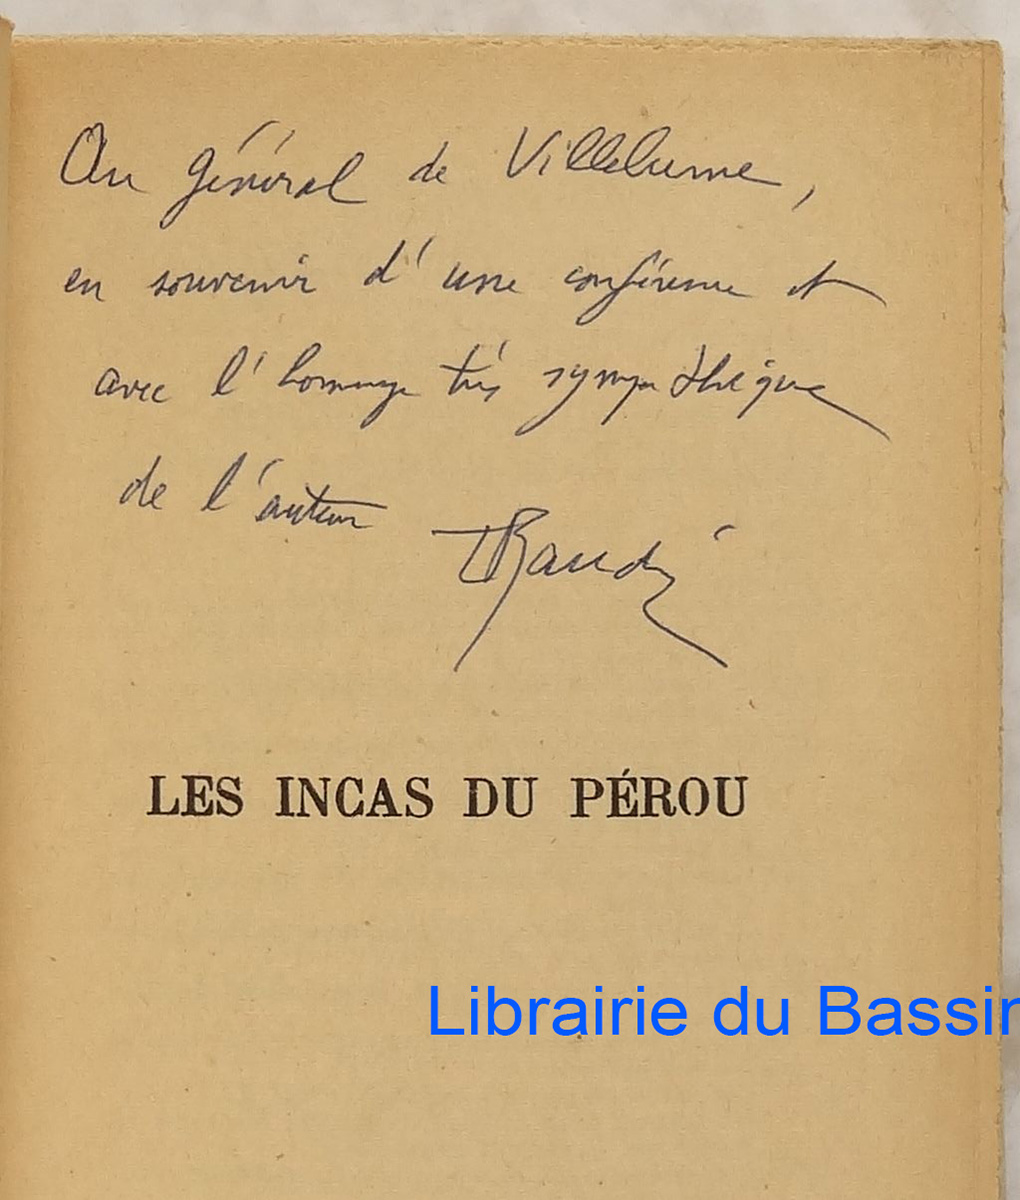 Au général de Villelume,
en souvenir d'une conférence et
avec l'hommage très sympathique
de l'auteur
LBaudin
LES INCAS DU PÉROU
Librairie du Bassin